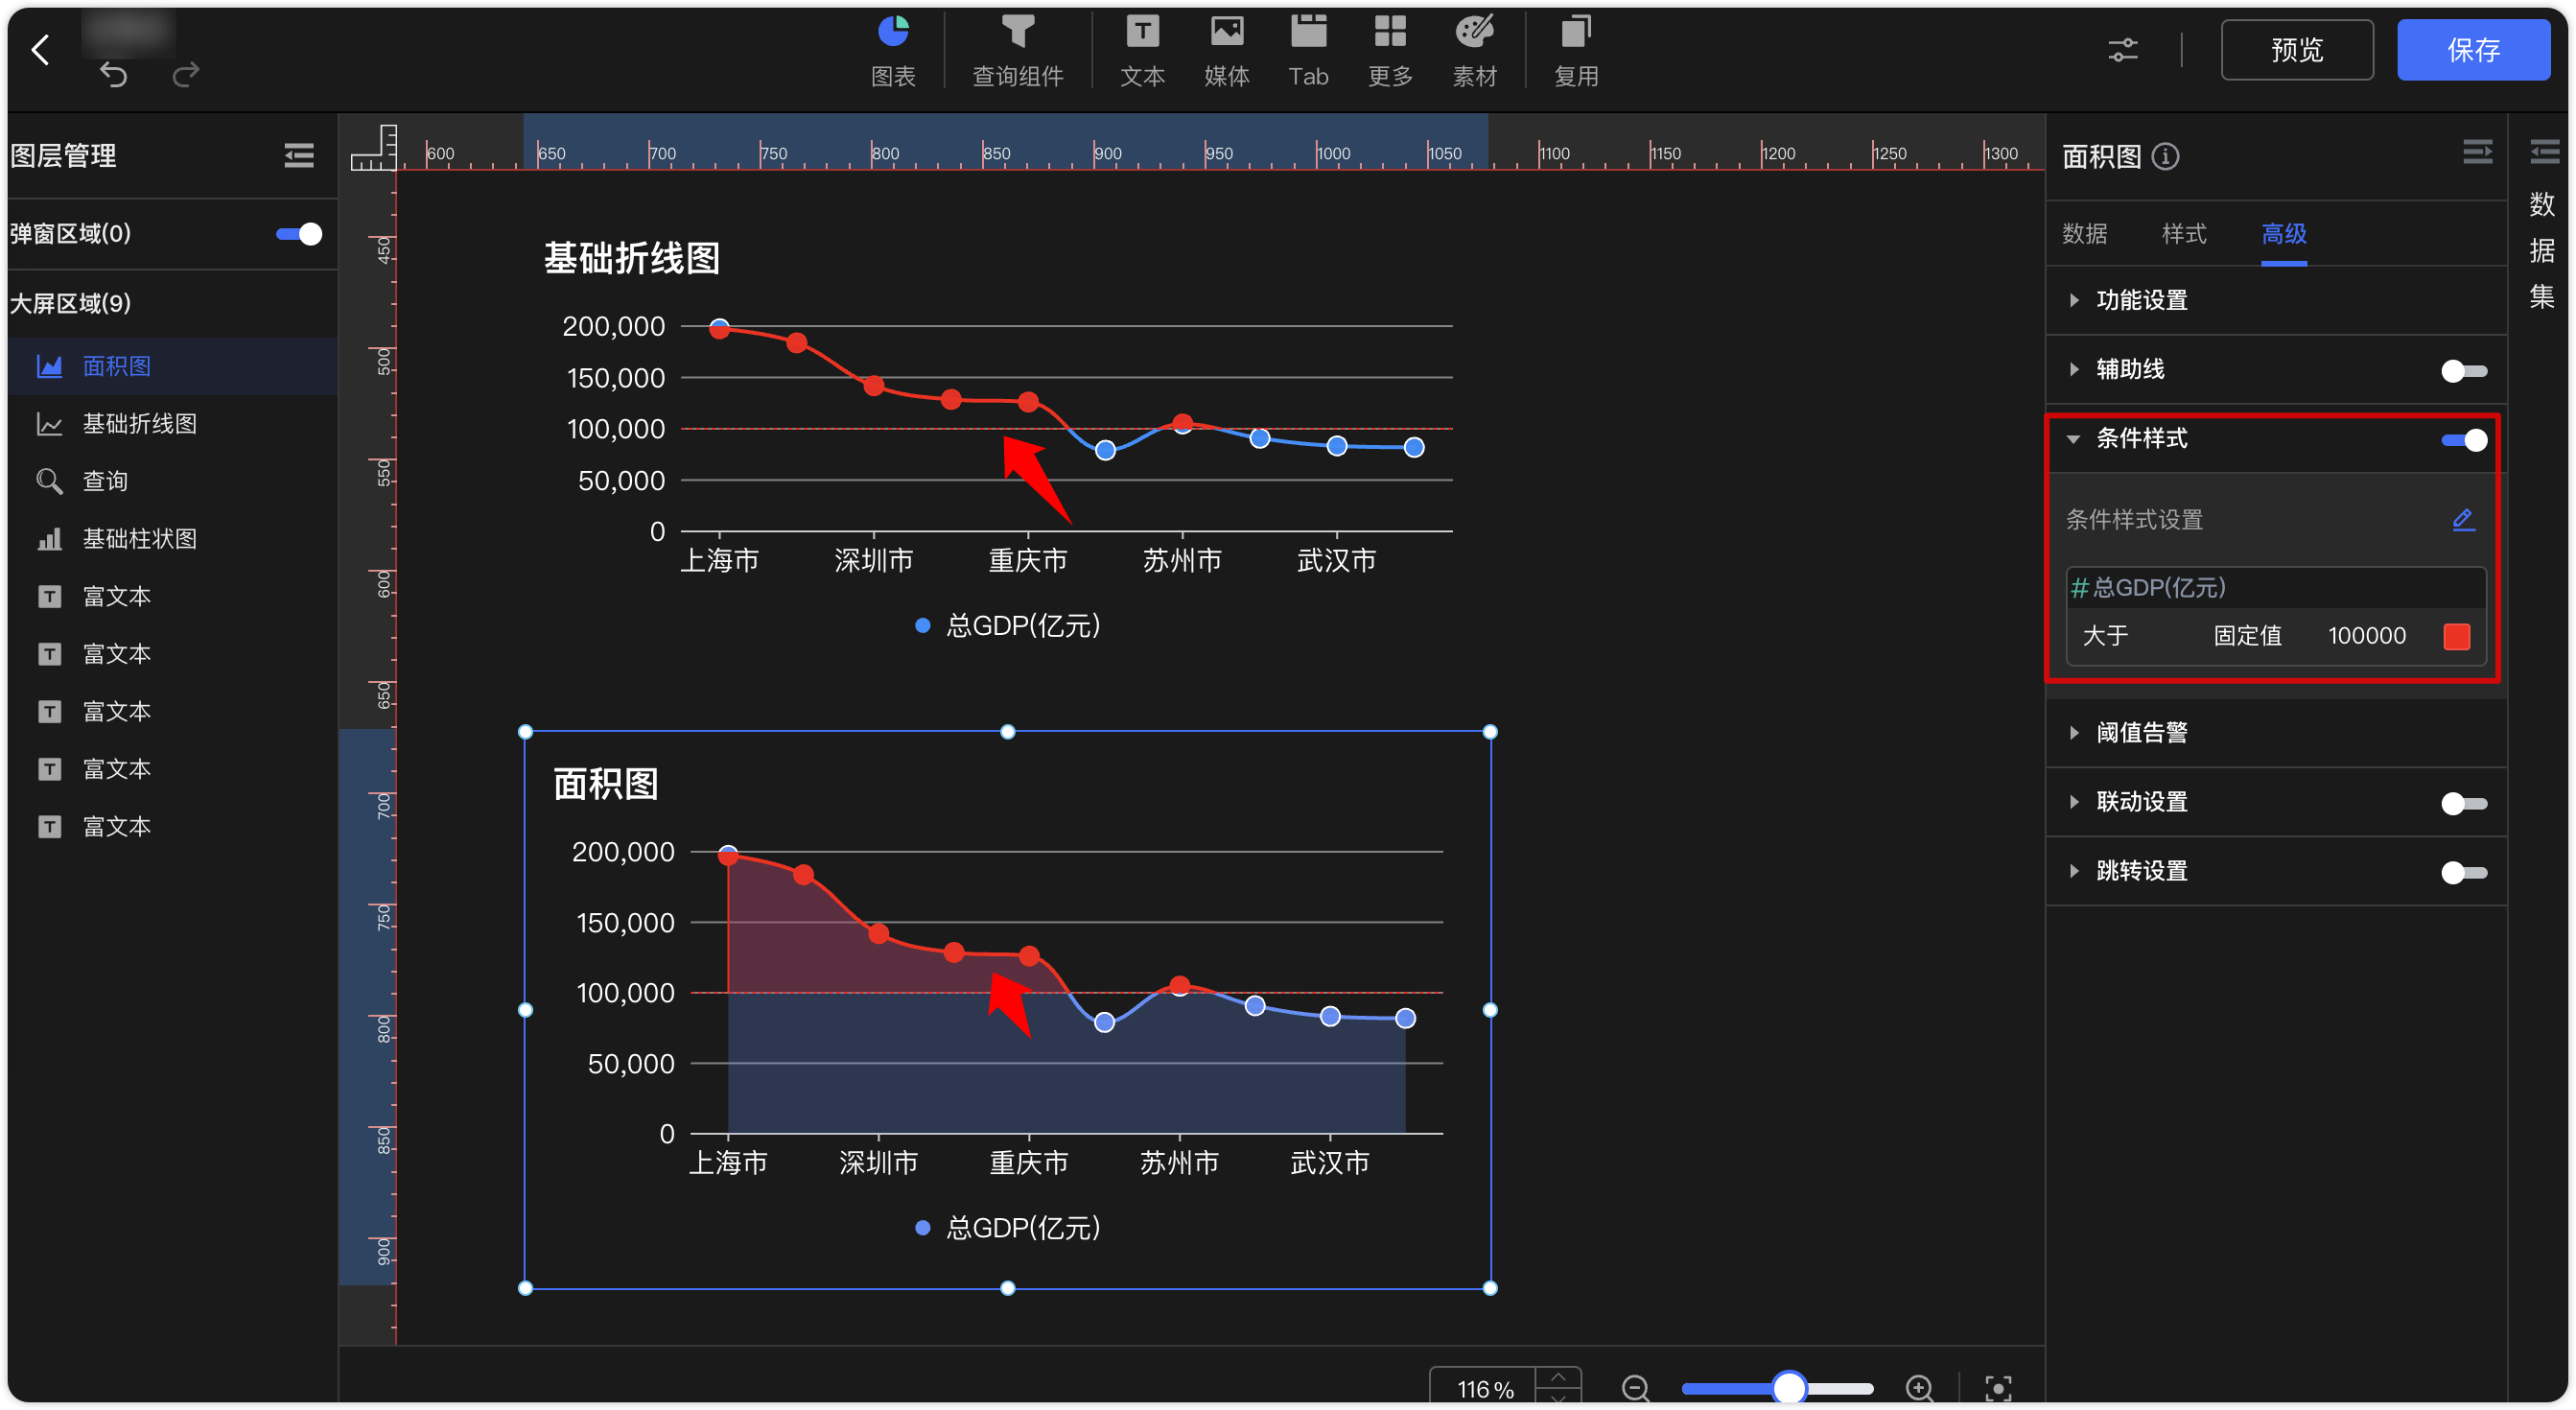 图表
查询组件
文本
媒体
Tab
更多
素材
复用
预览
保存
图层管理
弹窗区域(0)
大屏区域(9)
面积图
基础折线图
查询
基础柱状图
富文本
富文本
富文本
富文本
富文本
600 650 700 750 800 850 900 950 1000 1050 1100 1150 1200 1250 1300
450
500
550
600
650
700
750
800
850
900
基础折线图
200,000
150,000
100,000
50,000
0
上海市 深圳市 重庆市 苏州市 武汉市
总GDP(亿元)
面积图
200,000
150,000
100,000
50,000
0
上海市 深圳市 重庆市 苏州市 武汉市
总GDP(亿元)
116%
面积图
数据 样式 高级
功能设置
辅助线
条件样式
条件样式设置
#总GDP(亿元)
大于 固定值 100000
阈值告警
联动设置
跳转设置
数据集